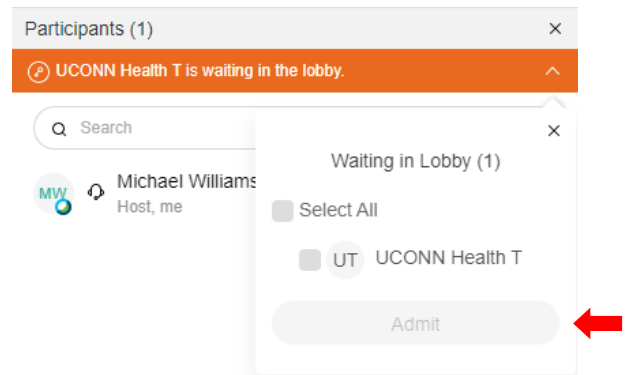 Participants (1)
UCONN Health T is waiting in the lobby.
Search
MW
Michael Williams
Host, me
Waiting in Lobby (1)
Select All
UT UCONN Health T
Admit